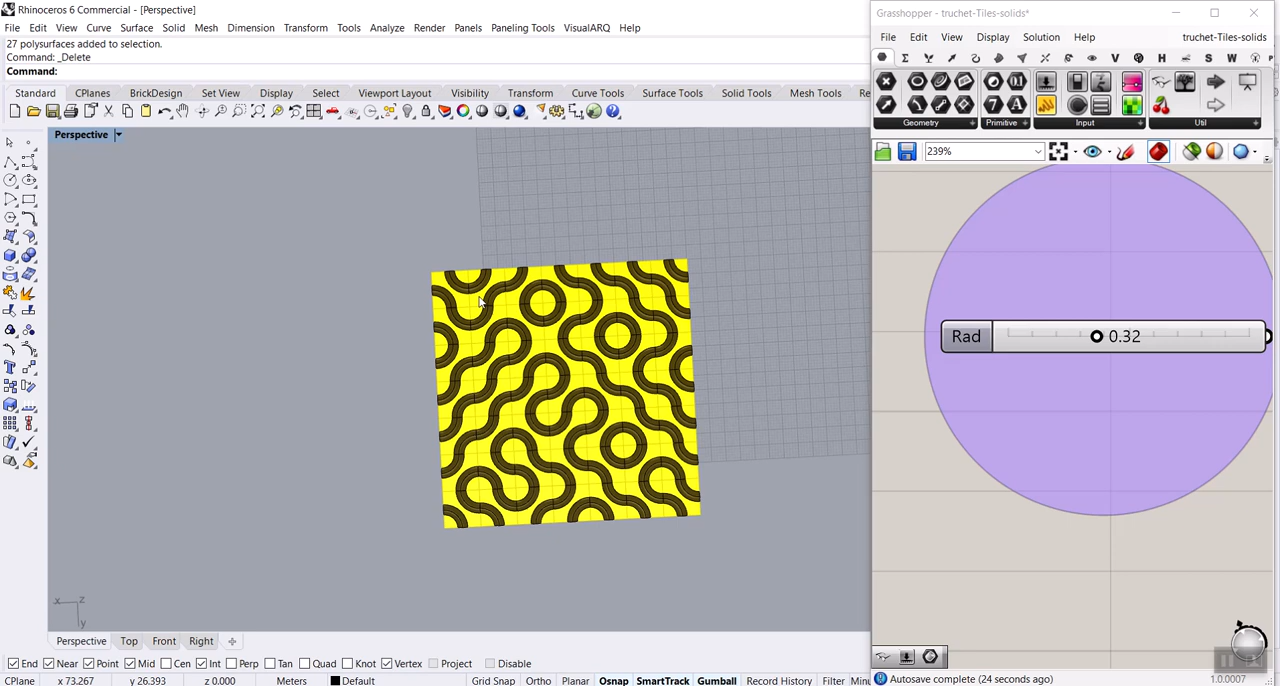 Rhinoceros 6 Commercial - [Perspective]
File Edit View Curve Surface Solid Mesh Dimension Transform Tools Analyze Render Panels Paneling Tools VisualARQ Help
27 polysurfaces added to selection.
Command: _Delete
Command:
Standard CPlanes BrickDesign Set View Display Select Viewport Layout Visibility Transform Curve Tools Surface Tools Solid Tools Mesh Tools Re
Perspective
x z
y
Perspective Top Front Right
End Near Point Mid Cen Int Perp Tan Quad Knot Vertex Project Disable
CPlane x 73.267 y 26.393 z 0.000 Meters Default Grid Snap Ortho Planar Osnap SmartTrack Gumball Record History Filter Minu
Grasshopper - truchet-Tiles-solids*
File Edit View Display Solution Help truchet-Tiles-solids
V H S W
Geometry Primitive Input Util
239%
Rad 0.32
Autosave complete (24 seconds ago) 1.0.0007